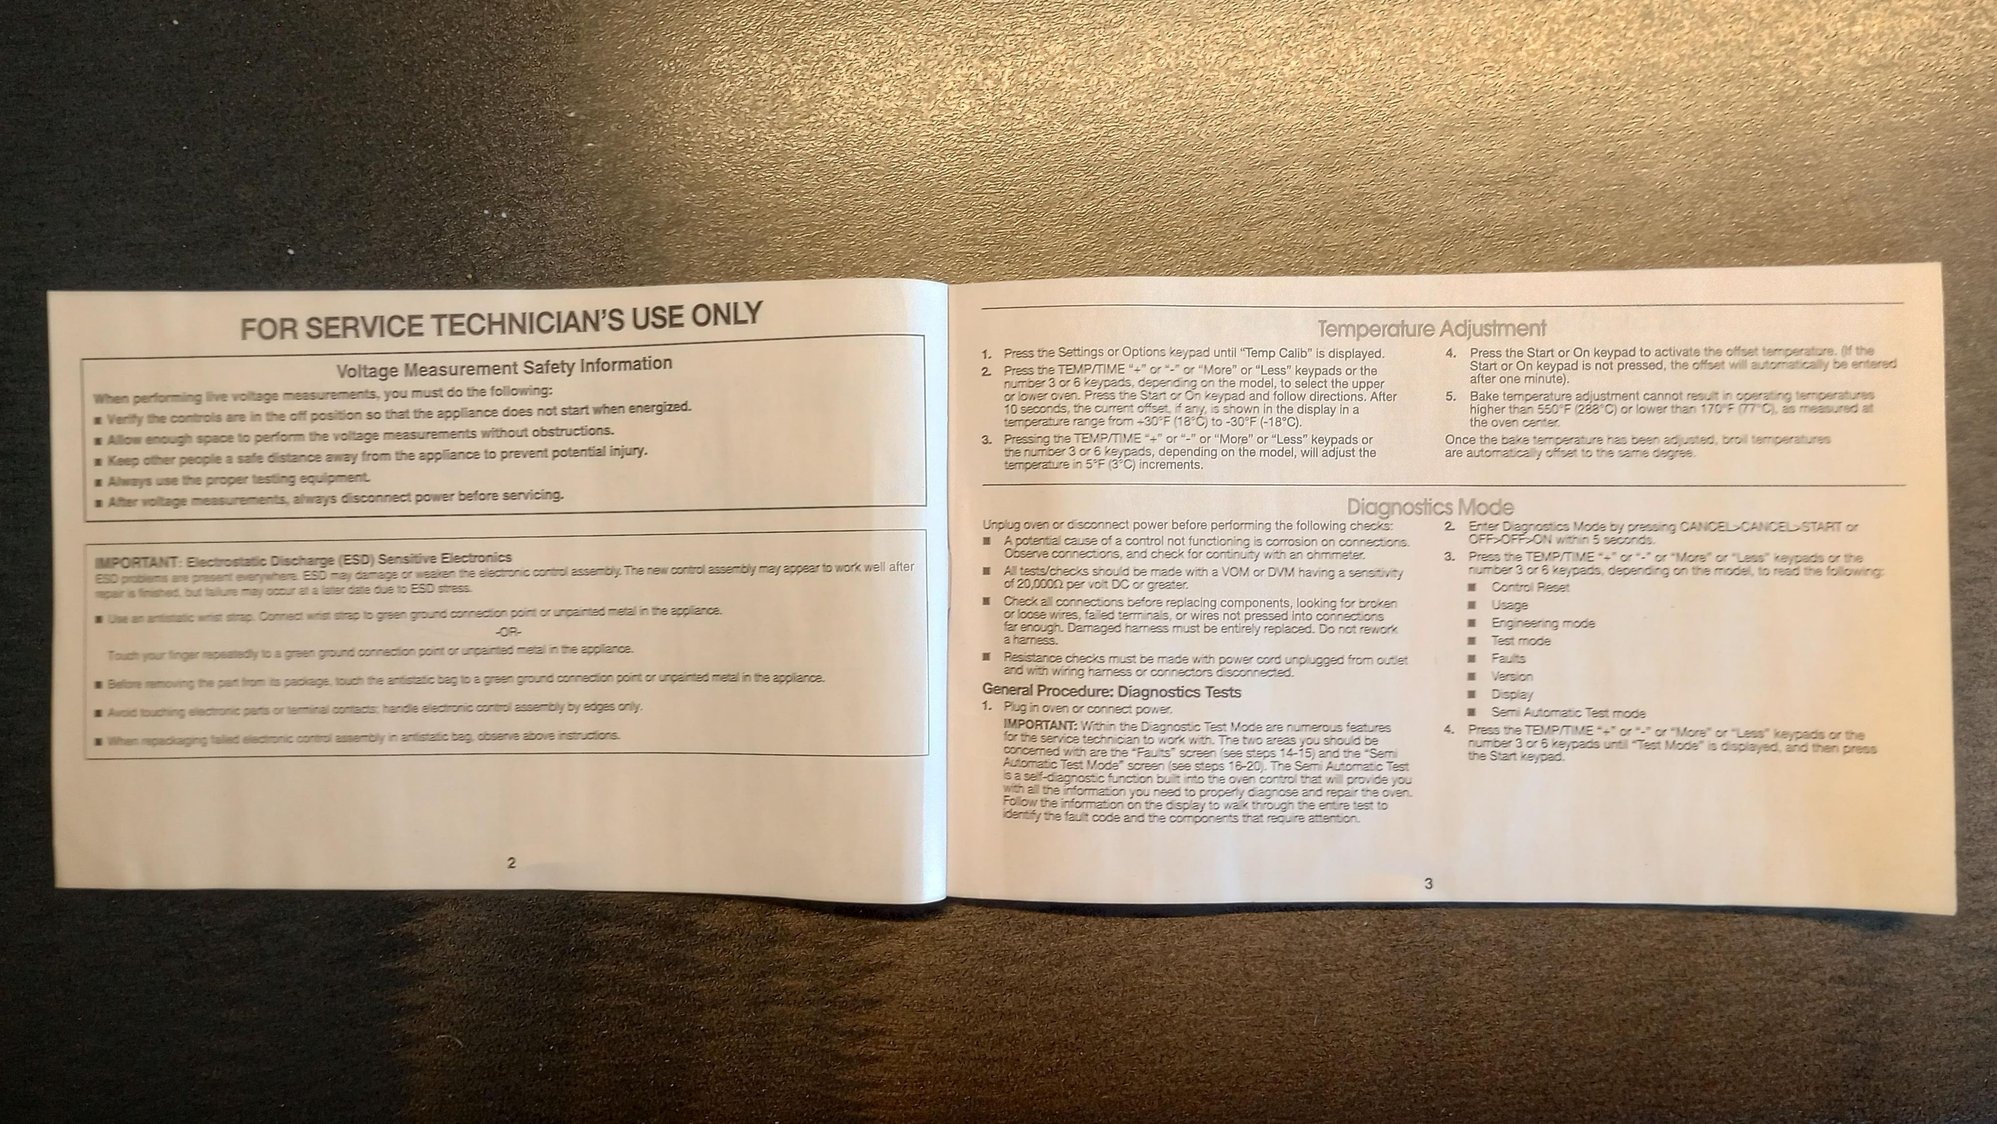 FOR SERVICE TECHNICIAN'S USE ONLY
Voltage Measurement Safety Information
When performing live voltage measurements, you must do the following:
■ Verify the controls are in the off position so that the appliance does not start when energized.
■ Allow enough space to perform the voltage measurements without obstructions.
■ Keep other people a safe distance away from the appliance to prevent potential injury.
■ Always use the proper testing equipment.
■ After voltage measurements, always disconnect power before servicing.
IMPORTANT: Electrostatic Discharge (ESD) Sensitive Electronics
ESD problems are present everywhere. ESD may damage or weaken the electronic control assembly. The new control assembly may appear to work well after
repair is finished, but failure may occur at a later date due to ESD stress.
■ Use an antistatic wrist strap. Connect wrist strap to green ground connection point or unpainted metal in the appliance.
-OR-
Touch your finger repeatedly to a green ground connection point or unpainted metal in the appliance.
■ Before removing the part from its package, touch the antistatic bag to a green ground connection point or unpainted metal in the appliance.
■ Avoid touching electronic parts or terminal contacts; handle electronic control assembly by edges only.
■ When repackaging failed electronic control assembly in antistatic bag, observe above instructions.
2
Temperature Adjustment
1. Press the Settings or Options keypad until "Temp Calib" is displayed.
2. Press the TEMP/TIME "+" or "-" or "More" or "Less" keypads or the
number 3 or 6 keypads, depending on the model, to select the upper
or lower oven. Press the Start or On keypad and follow directions. After
10 seconds, the current offset, if any, is shown in the display in a
temperature range from +30°F (18°C) to -30°F (-18°C).
3. Pressing the TEMP/TIME "+" or "-" or "More" or "Less" keypads or
the number 3 or 6 keypads, depending on the model, will adjust the
temperature in 5°F (3°C) increments.
4. Press the Start or On keypad to activate the offset temperature. (If the
Start or On keypad is not pressed, the offset will automatically be entered
after one minute).
5. Bake temperature adjustment cannot result in operating temperatures
higher than 550°F (288°C) or lower than 170°F (77°C), as measured at
the oven center.
Once the bake temperature has been adjusted, broil temperatures
are automatically offset to the same degree.
Diagnostics Mode
Unplug oven or disconnect power before performing the following checks:
■ A potential cause of a control not functioning is corrosion on connections.
Observe connections, and check for continuity with an ohmmeter.
■ All tests/checks should be made with a VOM or DVM having a sensitivity
of 20,000Ω per volt DC or greater.
■ Check all connections before replacing components, looking for broken
or loose wires, failed terminals, or wires not pressed into connections
far enough. Damaged harness must be entirely replaced. Do not rework
a harness.
■ Resistance checks must be made with power cord unplugged from outlet
and with wiring harness or connectors disconnected.
General Procedure: Diagnostics Tests
1. Plug in oven or connect power.
IMPORTANT: Within the Diagnostic Test Mode are numerous features
for the service technician to work with. The two areas you should be
concerned with are the "Faults" screen (see steps 14-15) and the "Semi
Automatic Test Mode" screen (see steps 16-20). The Semi Automatic Test
is a self-diagnostic function built into the oven control that will provide you
with all the information you need to properly diagnose and repair the oven.
Follow the information on the display to walk through the entire test to
identify the fault code and the components that require attention.
2. Enter Diagnostics Mode by pressing CANCEL>CANCEL>START or
OFF>OFF>ON within 5 seconds.
3. Press the TEMP/TIME "+" or "-" or "More" or "Less" keypads or the
number 3 or 6 keypads, depending on the model, to read the following:
■ Control Reset
■ Usage
■ Engineering mode
■ Test mode
■ Faults
■ Version
■ Display
■ Semi Automatic Test mode
4. Press the TEMP/TIME "+" or "-" or "More" or "Less" keypads or the
number 3 or 6 keypads until "Test Mode" is displayed, and then press
the Start keypad.
3